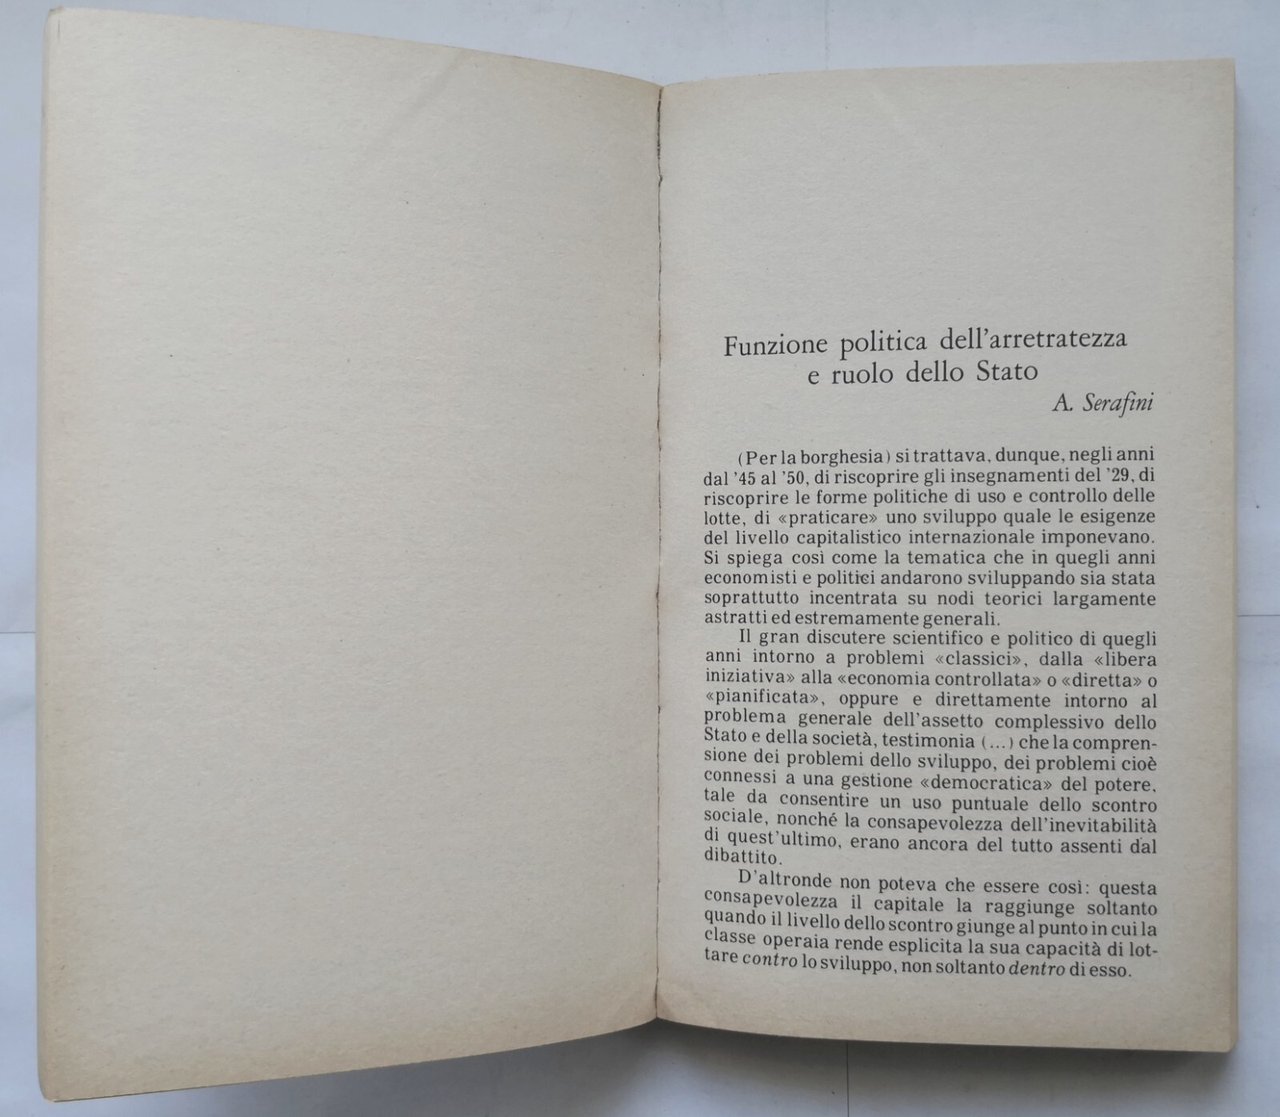 Funzione politica dell'arretratezza
e ruolo dello Stato
A. Serafini
(Per la borghesia) si trattava, dunque, negli anni
dal '45 al '50, di riscoprire gli insegnamenti del '29, di
riscoprire le forme politiche di uso e controllo delle
lotte, di «praticare» uno sviluppo quale le esigenze
del livello capitalistico internazionale imponevano.
Si spiega così come la tematica che in quegli anni
economisti e politici andarono sviluppando sia stata
soprattutto incentrata su nodi teorici largamente
astratti ed estremamente generali.
Il gran discutere scientifico e politico di quegli
anni intorno a problemi «classici», dalla «libera
iniziativa» alla «economia controllata» o «diretta» o
«pianificata», oppure e direttamente intorno al
problema generale dell'assetto complessivo dello
Stato e della società, testimonia (...) che la compren-
sione dei problemi dello sviluppo, dei problemi cioè
connessi a una gestione «democratica» del potere,
tale da consentire un uso puntuale dello scontro
sociale, nonché la consapevolezza dell'inevitabilità
di quest'ultimo, erano ancora del tutto assenti dal
dibattito.
D'altronde non poteva che essere così: questa
consapevolezza il capitale la raggiunge soltanto
quando il livello dello scontro giunge al punto in cui la
classe operaia rende esplicita la sua capacità di lot-
tare contro lo sviluppo, non soltanto dentro di esso.